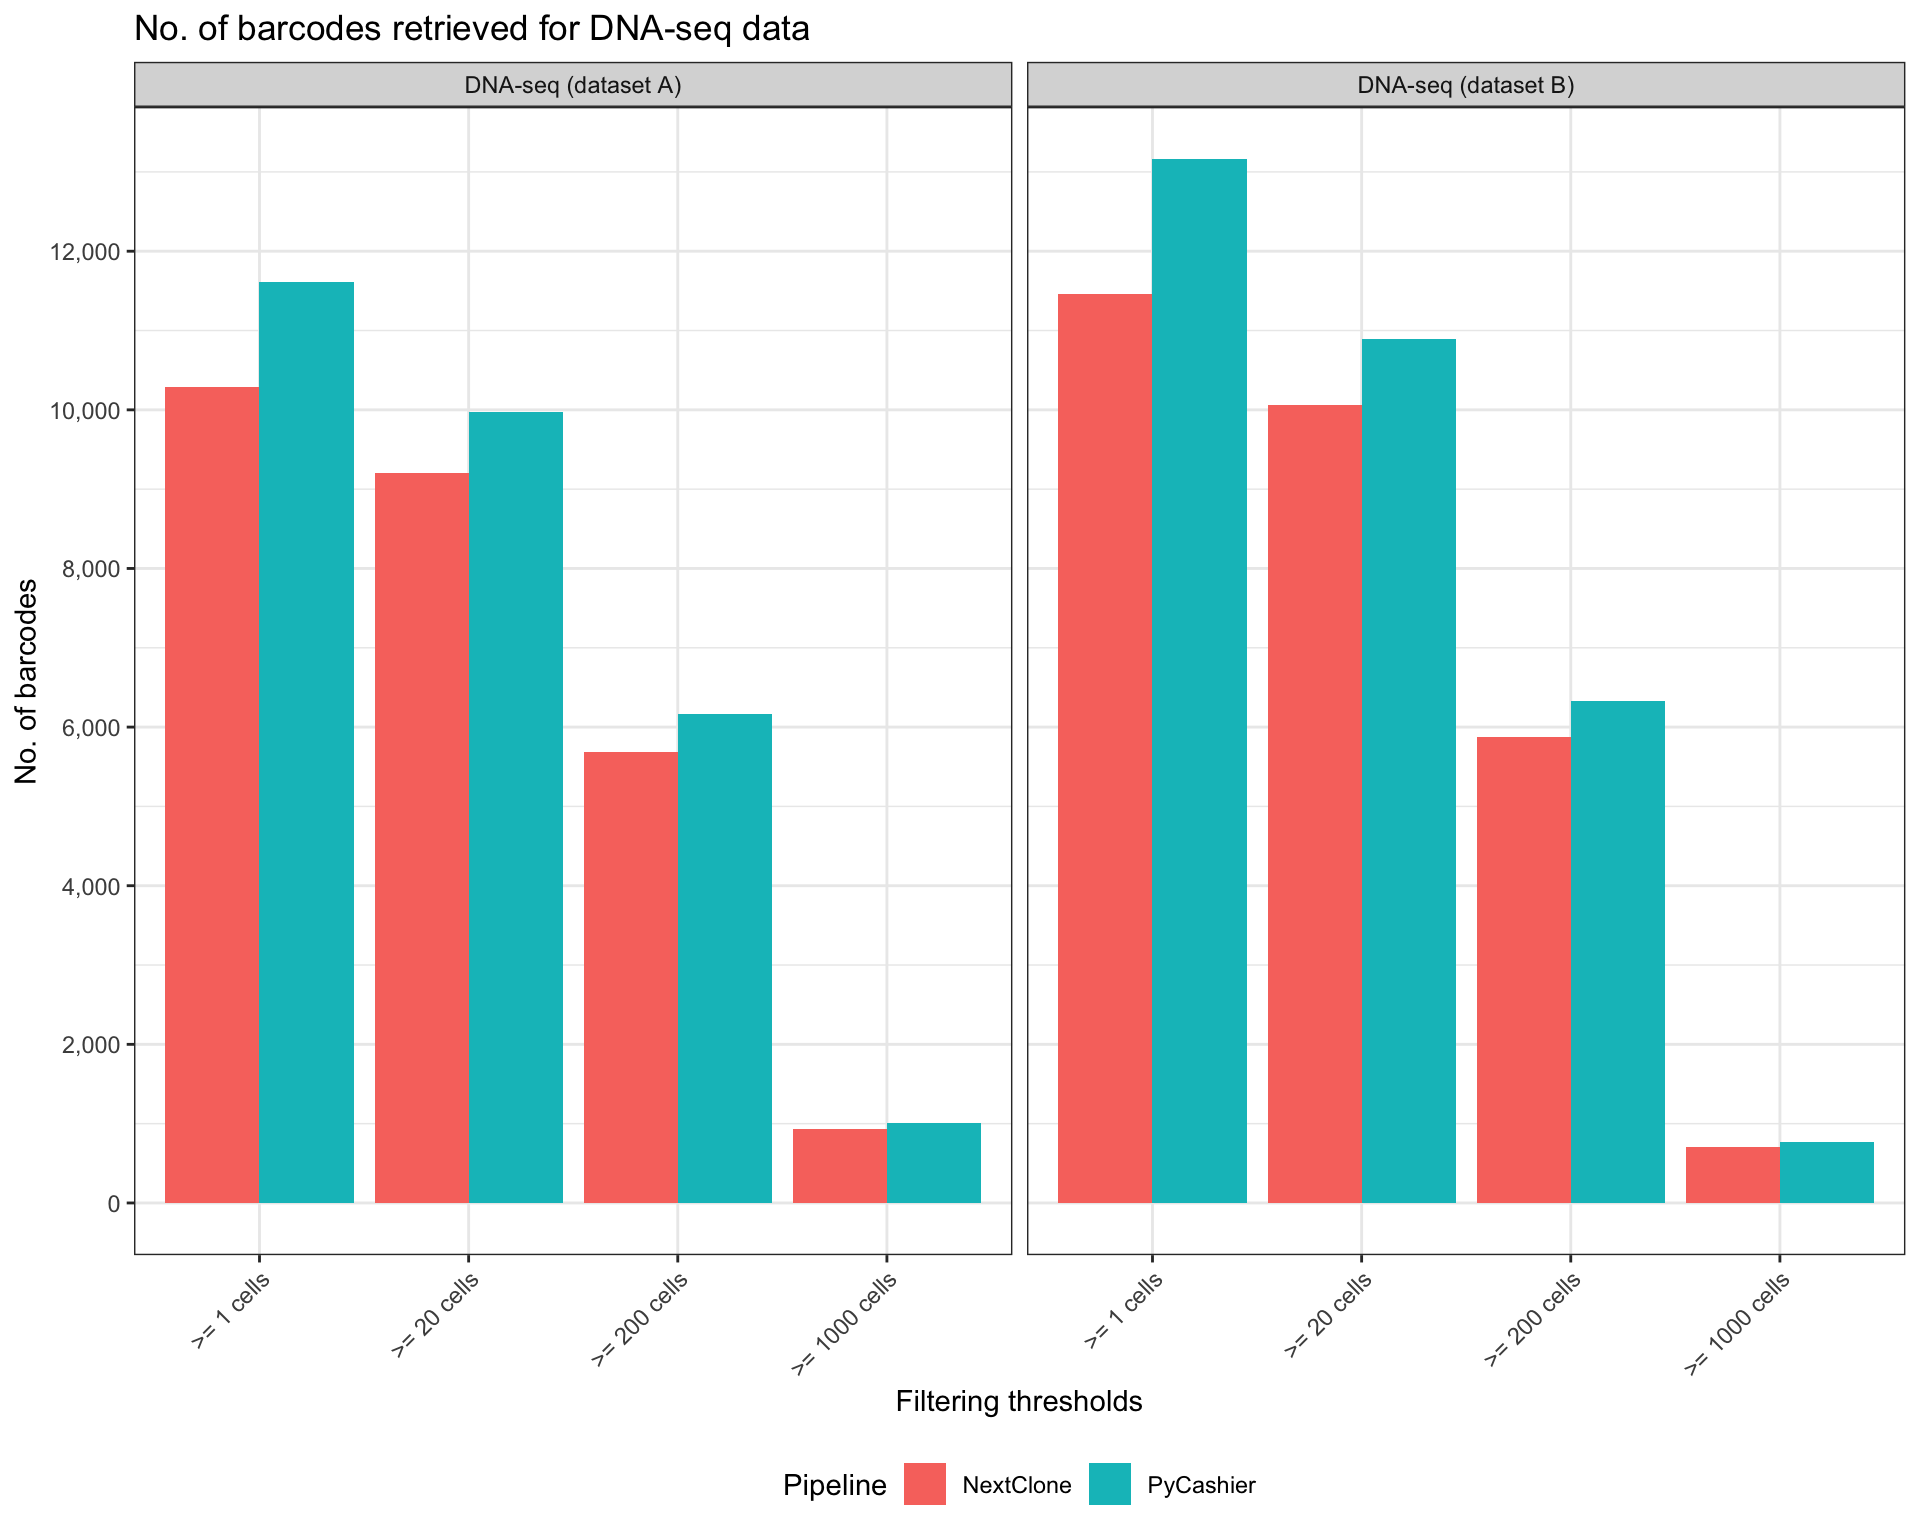 No. of barcodes retrieved for DNA-seq data
DNA-seq (dataset A)
DNA-seq (dataset B)
No. of barcodes
12,000
10,000
8,000
6,000
4,000
2,000
0
>= 1 cells
>= 20 cells
>= 200 cells
>= 1000 cells
>= 1 cells
>= 20 cells
>= 200 cells
>= 1000 cells
Filtering thresholds
Pipeline NextClone PyCashier